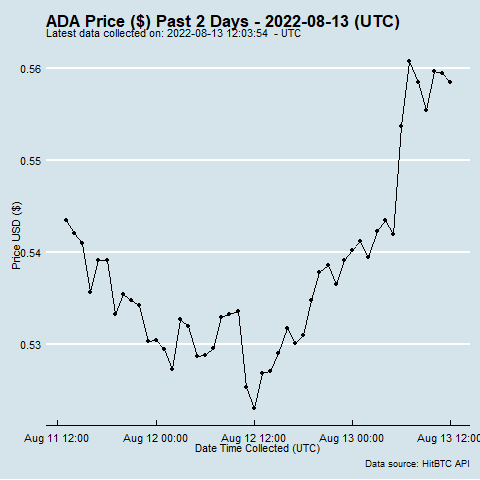 ADA Price ($) Past 2 Days - 2022-08-13 (UTC)
Latest data collected on: 2022-08-13 12:03:54 - UTC
0.56
0.55
0.54
0.53
Price USD ($)
Aug 11 12:00 Aug 12 00:00 Aug 12 12:00 Aug 13 00:00 Aug 13 12:00
Date Time Collected (UTC)
Data source: HitBTC API